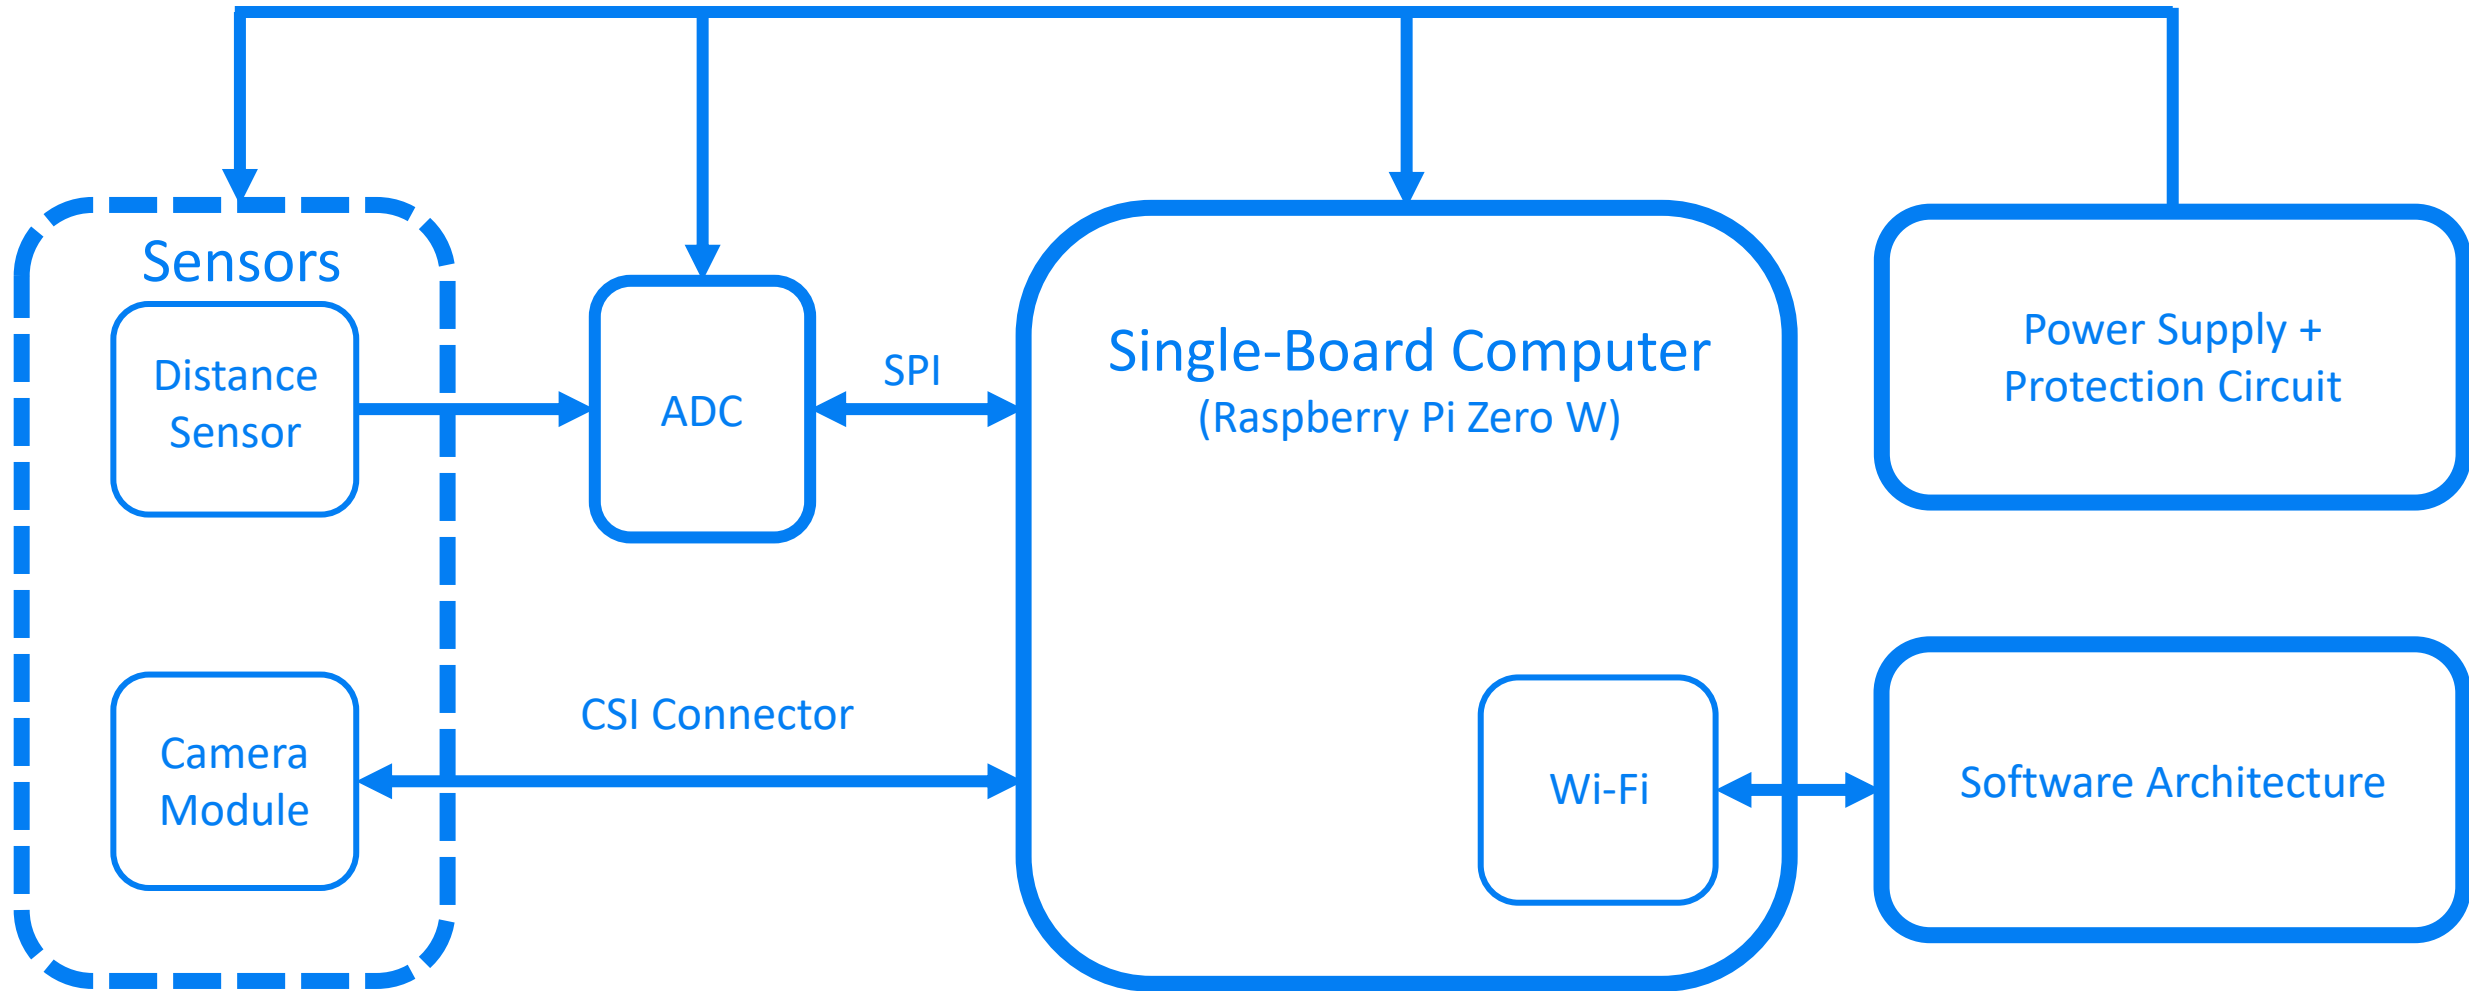 Sensors
Distance
Sensor
ADC
SPI
Single-Board Computer
(Raspberry Pi Zero W)
Power Supply +
Protection Circuit
Camera
Module
CSI Connector
Wi-Fi
Software Architecture